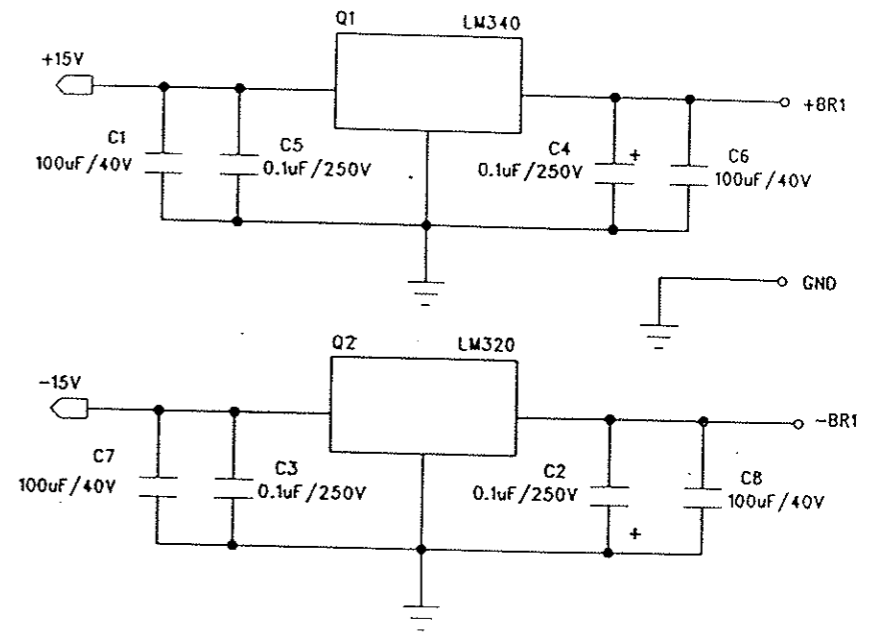 Q1 LM340
+15V
+BR1
C1
100uF/40V
C5
0.1uF/250V
C4
0.1uF/250V
+
C6
100uF/40V
GND
Q2 LM320
-15V
-BR1
C7
100uF/40V
C3
0.1uF/250V
C2
0.1uF/250V
+
C8
100uF/40V